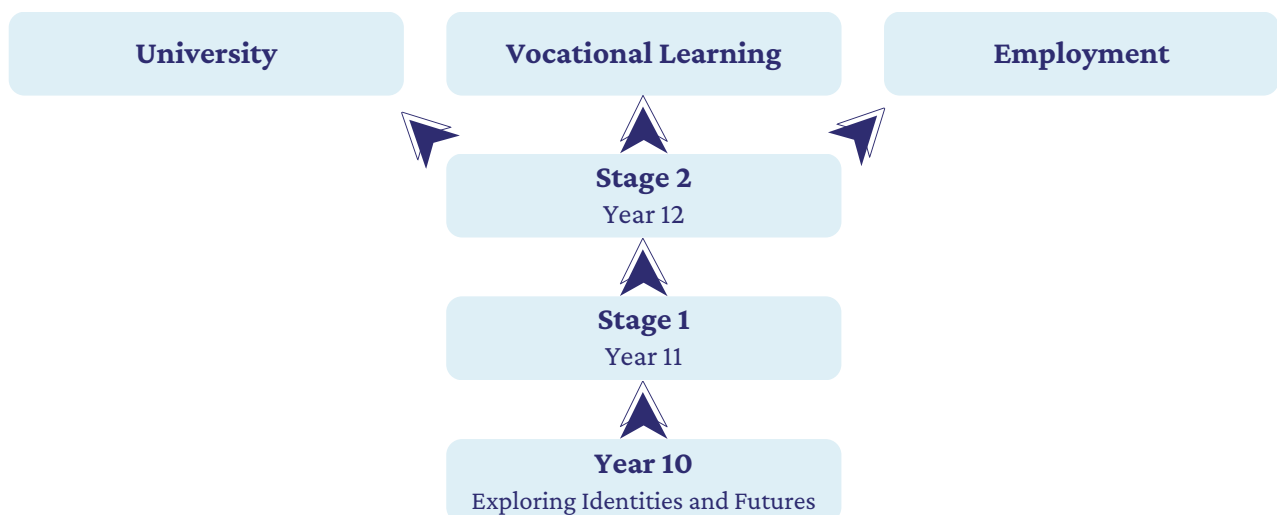 University
Vocational Learning
Employment
Stage 2
Year 12
Stage 1
Year 11
Year 10
Exploring Identities and Futures